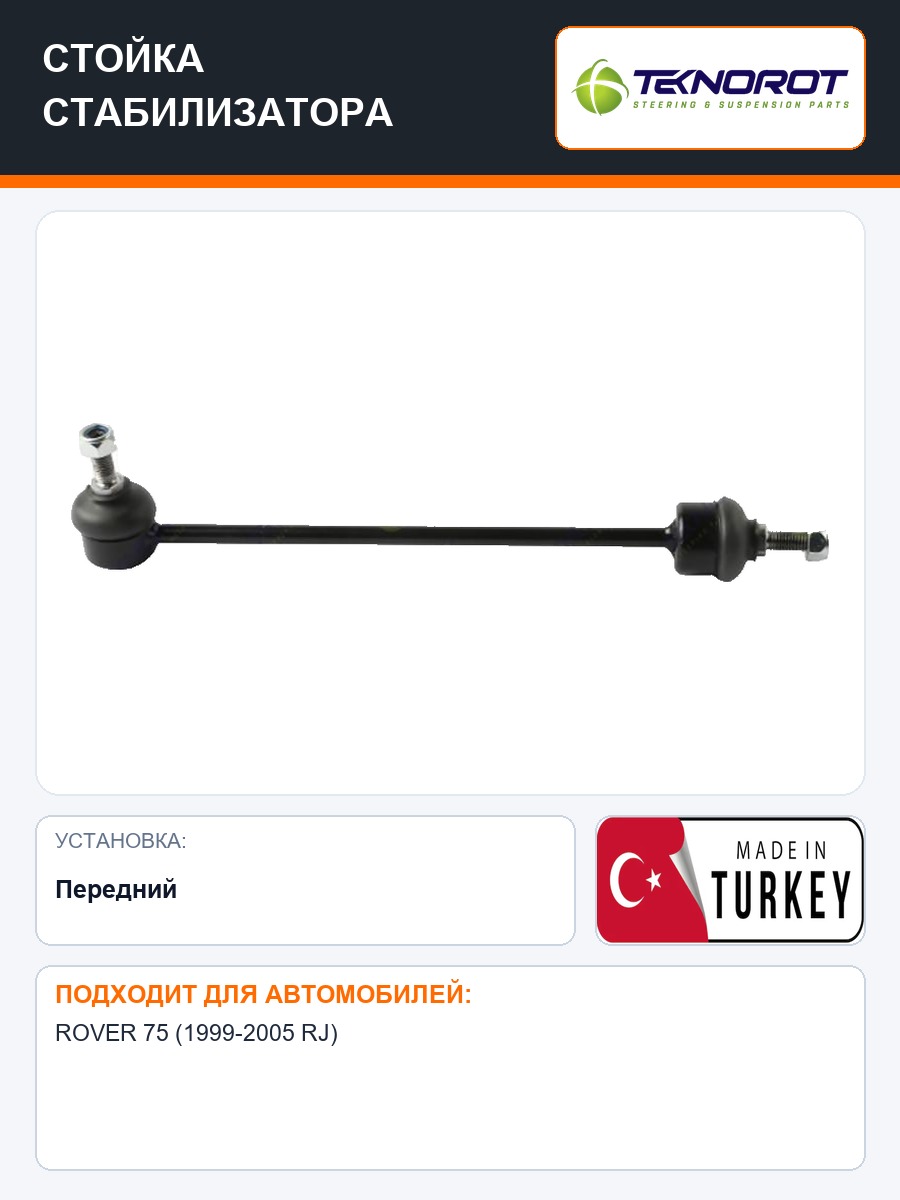 СТОЙКА
СТАБИЛИЗАТОРА
TEKNOROT
STEERING & SUSPENSION PARTS
УСТАНОВКА:
Передний
MADE IN
TURKEY
ПОДХОДИТ ДЛЯ АВТОМОБИЛЕЙ:
ROVER 75 (1999-2005 RJ)